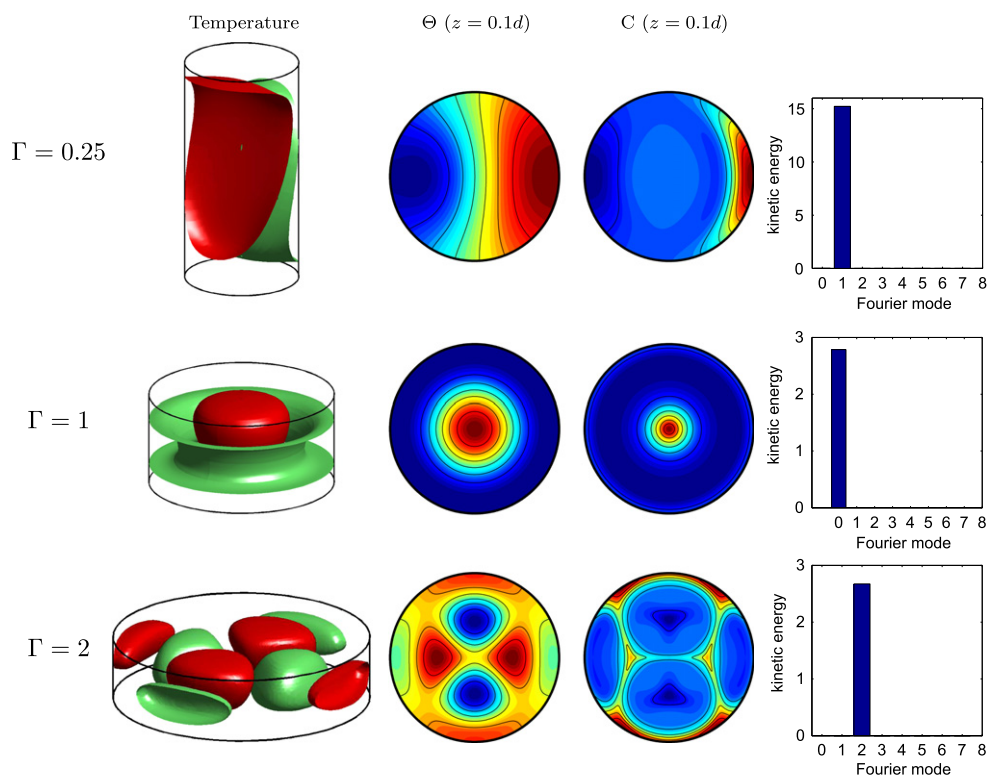 Temperature
Θ (z = 0.1d)
C (z = 0.1d)
Γ = 0.25
15
10
5
0
kinetic energy
0 1 2 3 4 5 6 7 8
Fourier mode
Γ = 1
3
2
1
0
kinetic energy
0 1 2 3 4 5 6 7 8
Fourier mode
Γ = 2
3
2
1
0
kinetic energy
0 1 2 3 4 5 6 7 8
Fourier mode